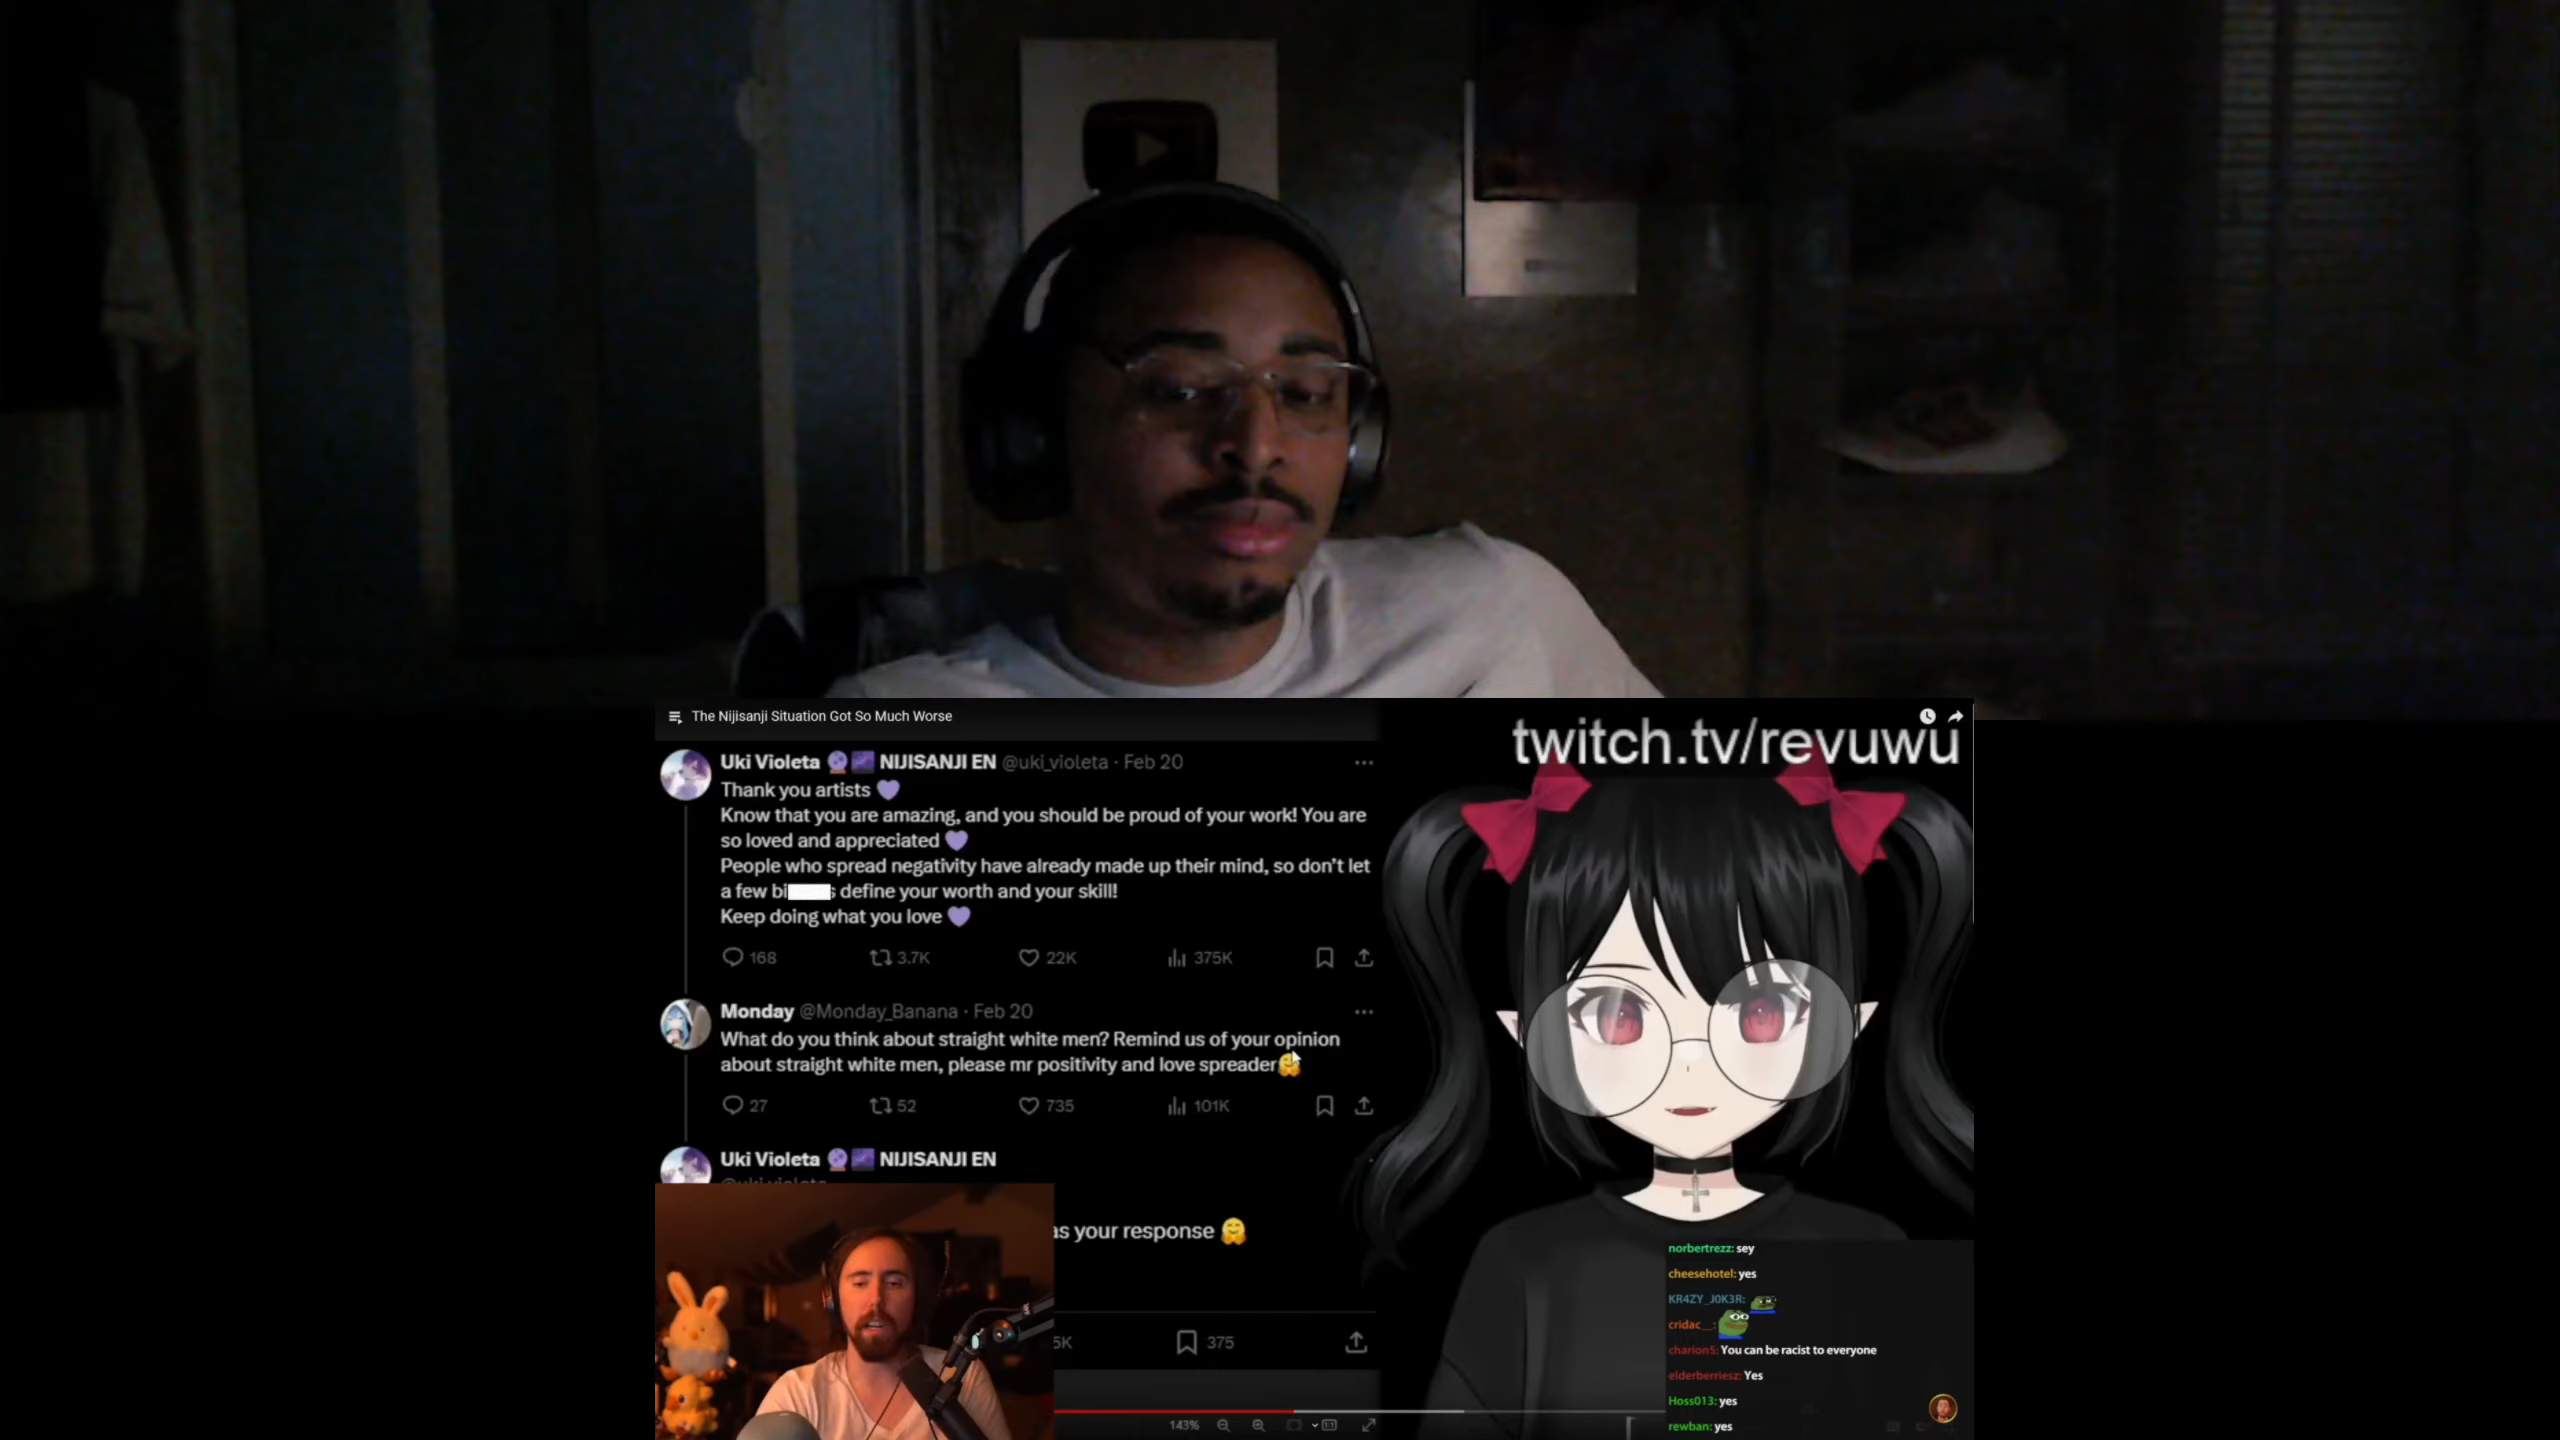 The Nijisanji Situation Got So Much Worse
twitch.tv/revuwu
Uki Violeta NIJISANJI EN @uki_violeta · Feb 20
Thank you artists 💜
Know that you are amazing, and you should be proud of your work! You are
so loved and appreciated 💜
People who spread negativity have already made up their mind, so don't let
a few bi s define your worth and your skill!
Keep doing what you love 💜
168 3.7K 22K 375K
Monday @Monday_Banana · Feb 20
What do you think about straight white men? Remind us of your opinion
about straight white men, please mr positivity and love spreader🤗
27 52 735 101K
Uki Violeta NIJISANJI EN
as your response 🤗
5K 375
143%
norbertrezz: sey
cheesehotel: yes
KR4ZY_J0K3R:
cridac__:
charion5: You can be racist to everyone
elderberriesz: Yes
Hoss013: yes
rewban: yes